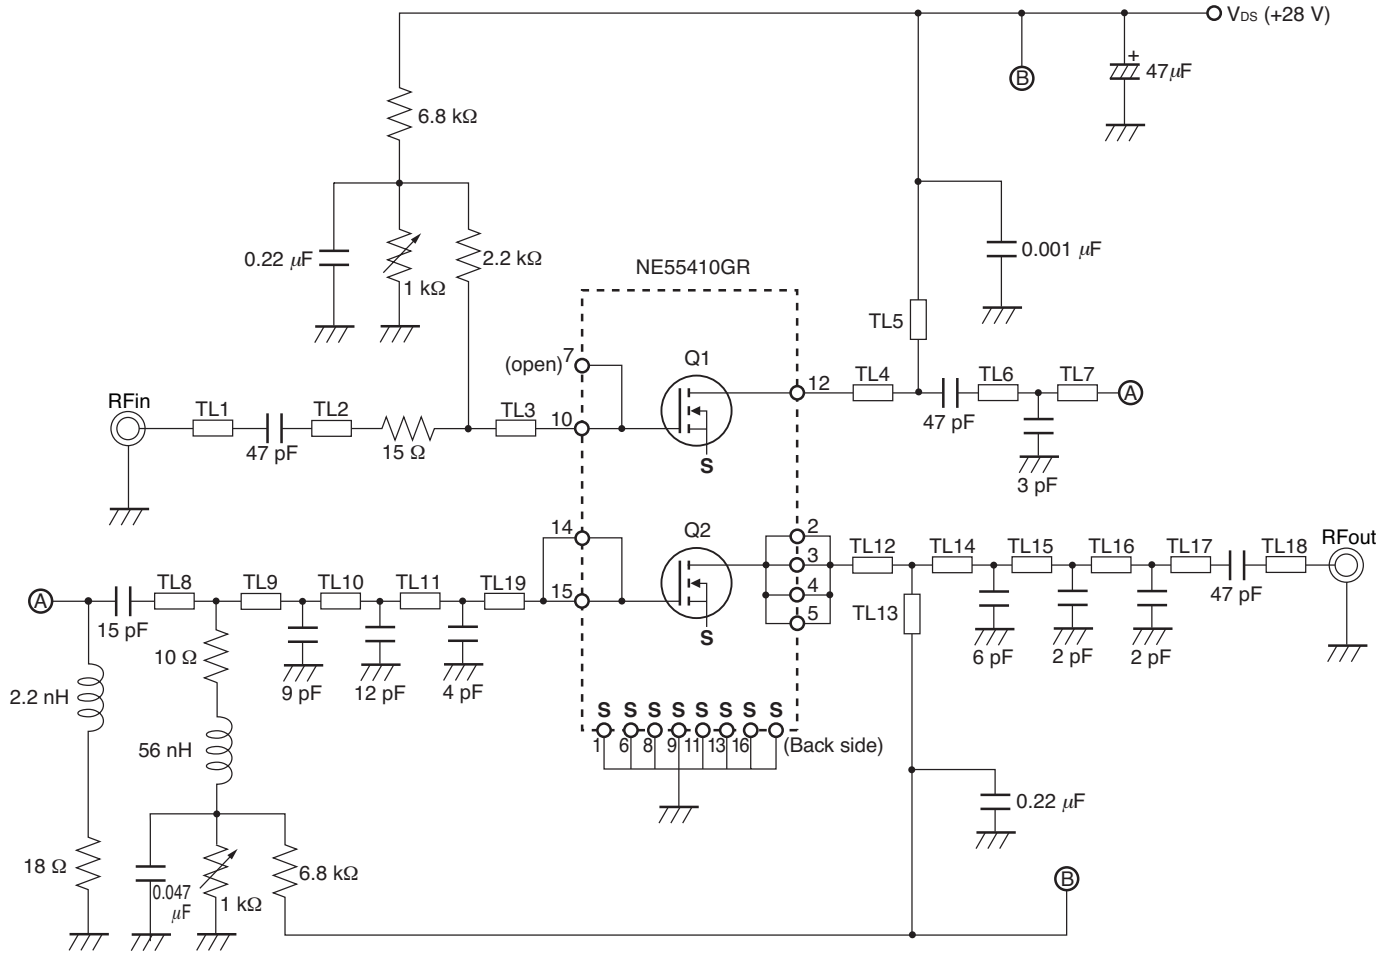 VDS (+28 V)
B
+
47 μF
6.8 kΩ
0.22 μF
1 kΩ
2.2 kΩ
0.001 μF
NE55410GR
TL5
(open) 7
Q1
12
TL4
47 pF
TL6
TL7
A
3 pF
RFin
TL1
47 pF
TL2
15 Ω
TL3
10
S
14
Q2
2
3
4
5
TL12
TL14
TL15
TL16
TL17
TL18
RFout
47 pF
A
15 pF
TL8
TL9
TL10
TL11
TL19
15
S
TL13
10 Ω
9 pF
12 pF
4 pF
6 pF
2 pF
2 pF
2.2 nH
56 nH
S S S S S S S S
1 6 8 9 11 13 16 (Back side)
0.22 μF
18 Ω
0.047
μF
1 kΩ
6.8 kΩ
B